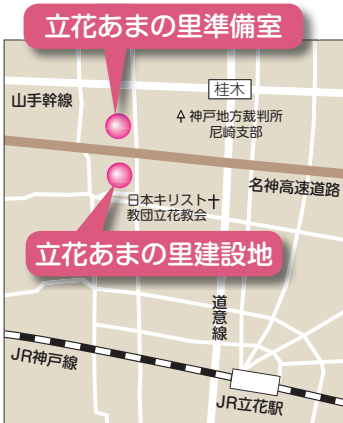 立花あまの里準備室
桂木
山手幹線
神戸地方裁判所
尼崎支部
名神高速道路
日本キリスト
教団立花教会
立花あまの里建設地
道意線
JR神戸線
JR立花駅